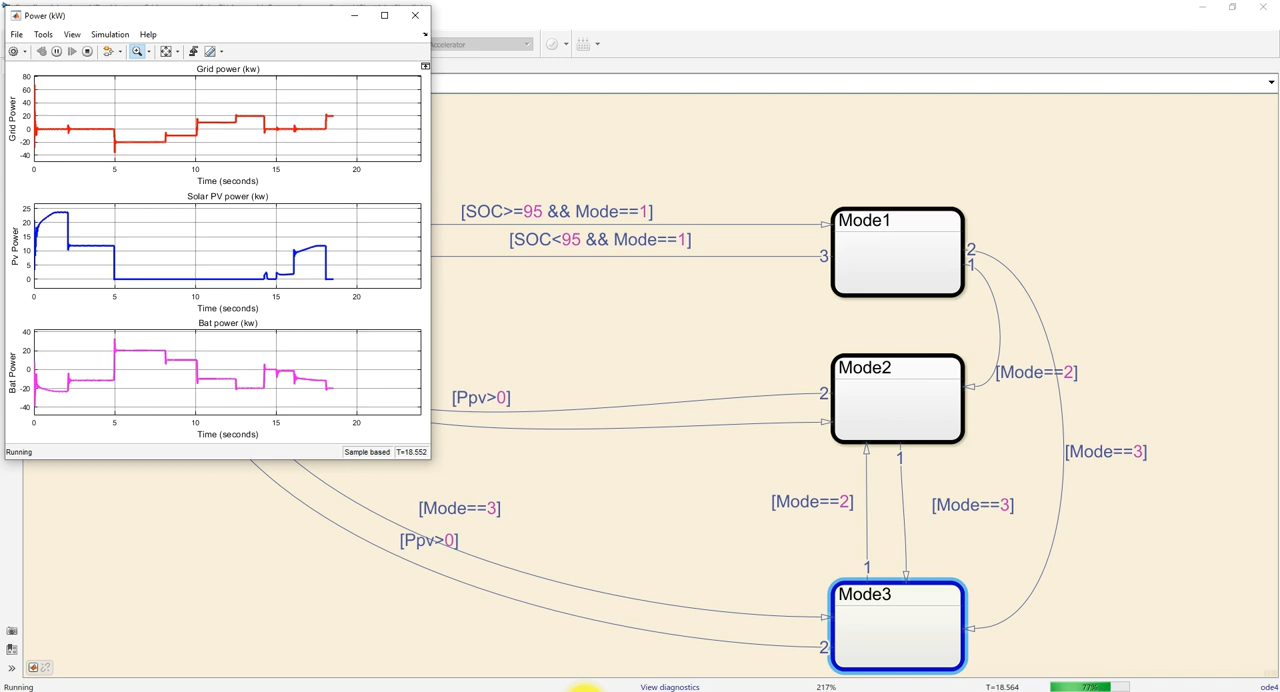 Power (kW)
File Tools View Simulation Help
Accelerator
Grid power (kw)
Grid Power
80
60
40
20
0
-20
-40
0 5 10 15 20
Time (seconds)
Solar PV power (kw)
Pv Power
25
20
15
10
5
0
0 5 10 15 20
Time (seconds)
Bat power (kw)
Bat Power
40
20
0
-20
-40
0 5 10 15 20
Time (seconds)
Running Sample based T=18.552
[SOC>=95 && Mode==1]
[SOC<95 && Mode==1]
3
Mode1
2
1
[Mode==2]
Mode2
[Ppv>0]
2
1
[Mode==3]
[Mode==2]
[Mode==3]
[Mode==3]
[Ppv>0]
1
Mode3
2
Running View diagnostics 217% T=18.564 77% ode4